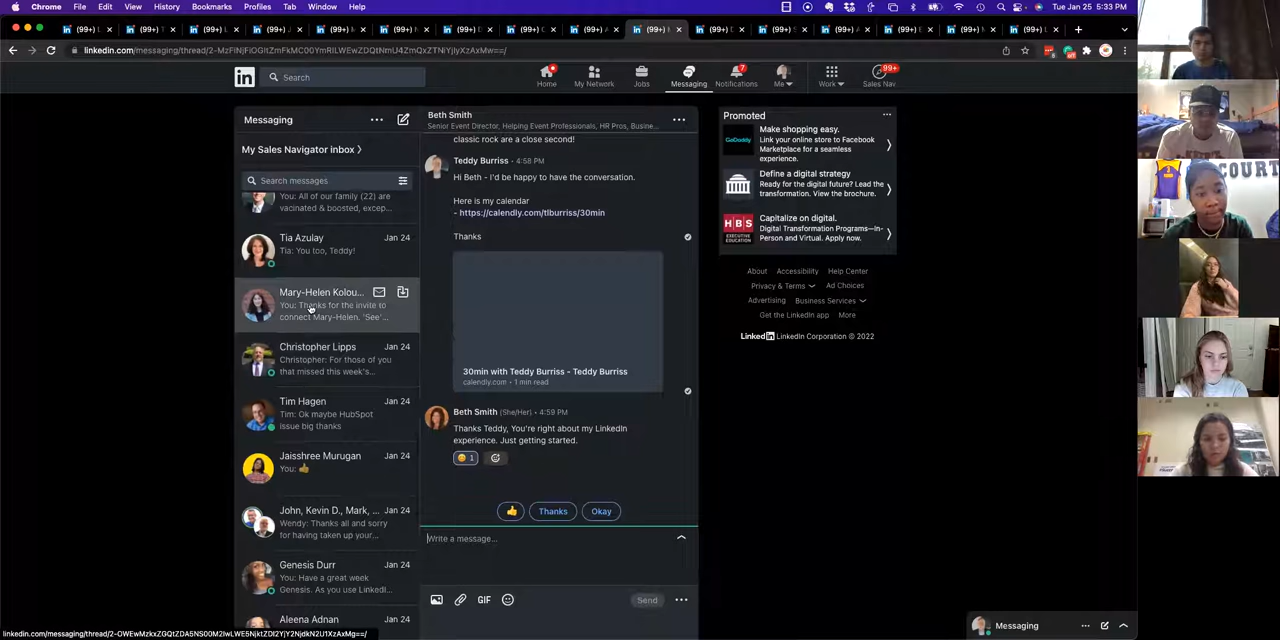 Chrome File Edit View History Bookmarks Profiles Tab Window Help
Tue Jan 25 5:33 PM
(99+)
linkedin.com/messaging/thread/2-
in Search
Home My Network Jobs Messaging Notifications Me Work Sales Nav
7
99+
Messaging
My Sales Navigator inbox
Search messages
You: All of our family (22) are
vacinated & boosted, excep...
Tia Azulay Jan 24
Tia: You too, Teddy!
Mary-Helen Kolou...
You: Thanks for the invite to
connect Mary-Helen. 'See'...
Christopher Lipps Jan 24
Christopher: For those of you
that missed this week's...
Tim Hagen Jan 24
Tim: Ok maybe HubSpot
issue big thanks
Jaisshree Murugan Jan 24
You: 👍
John, Kevin D., Mark, ... Jan 24
Wendy: Thanks all and sorry
for having taken up your...
Genesis Durr Jan 24
You: Have a great week
Genesis. As you use LinkedI...
Aleena Adnan Jan 24
Beth Smith
Senior Event Director, Helping Event Professionals, HR Pros, Busine...
classic rock are a close second!
Teddy Burriss • 4:58 PM
Hi Beth - I'd be happy to have the conversation.
Here is my calendar
- https://calendly.com/tlburriss/30min
Thanks
30min with Teddy Burriss - Teddy Burriss
calendly.com • 1 min read
Beth Smith (She/Her) • 4:59 PM
Thanks Teddy, You're right about my LinkedIn
experience. Just getting started.
1
👍 Thanks Okay
Write a message...
GIF
Send
Promoted
GoDaddy
Make shopping easy.
Link your online store to Facebook
Marketplace for a seamless
experience.
Define a digital strategy
Ready for the digital future? Lead the
transformation. View the brochure.
HBS
EXECUTIVE
EDUCATION
Capitalize on digital.
Digital Transformation Programs—In-
Person and Virtual. Apply now.
About Accessibility Help Center
Privacy & Terms Ad Choices
Advertising Business Services
Get the LinkedIn app More
LinkedIn LinkedIn Corporation © 2022
Messaging
COURT